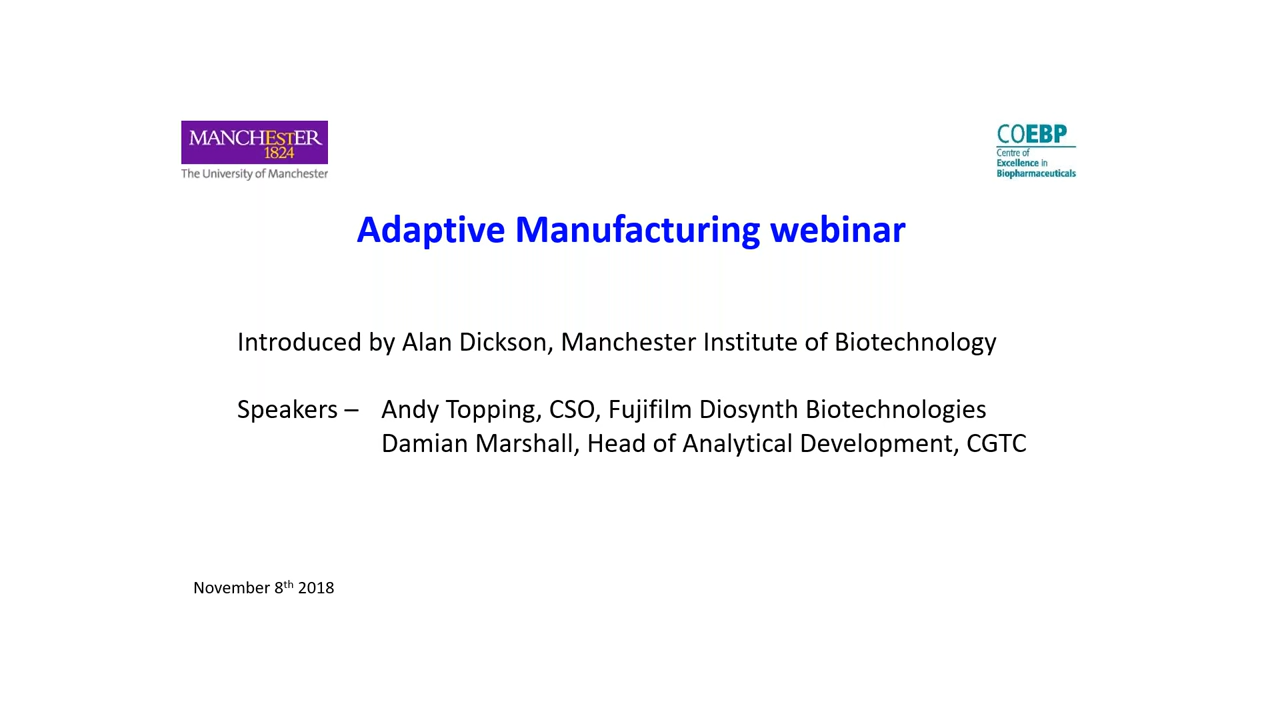 MANCHESTER
1824
The University of Manchester
COEBP
Centre of
Excellence in
Biopharmaceuticals
Adaptive Manufacturing webinar
Introduced by Alan Dickson, Manchester Institute of Biotechnology
Speakers – Andy Topping, CSO, Fujifilm Diosynth Biotechnologies
Damian Marshall, Head of Analytical Development, CGTC
November 8th 2018